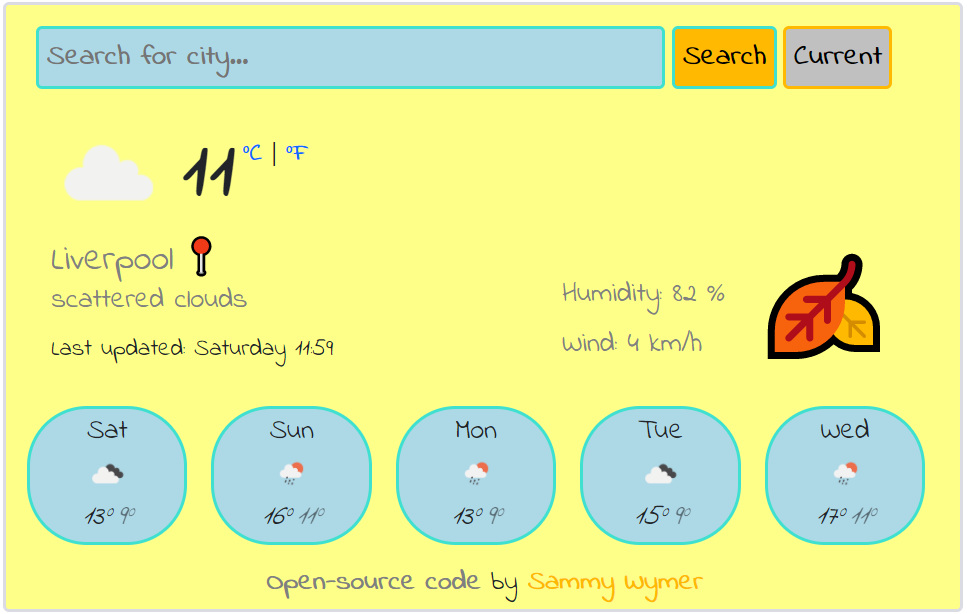 Search for city... Search Current
11 °C | °F
Liverpool
scattered clouds
Last updated: Saturday 11:59
Humidity: 82 %
Wind: 4 km/h
Sat Sun Mon Tue Wed
13° 9° 16° 11° 13° 9° 15° 9° 17° 11°
Open-source code by Sammy Wymer